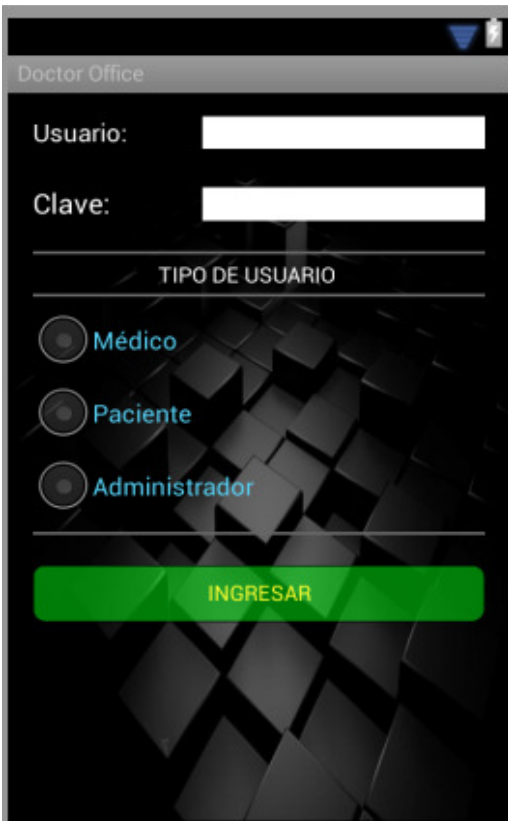 Doctor Office
Usuario:
Clave:
TIPO DE USUARIO
Médico
Paciente
Administrador
INGRESAR